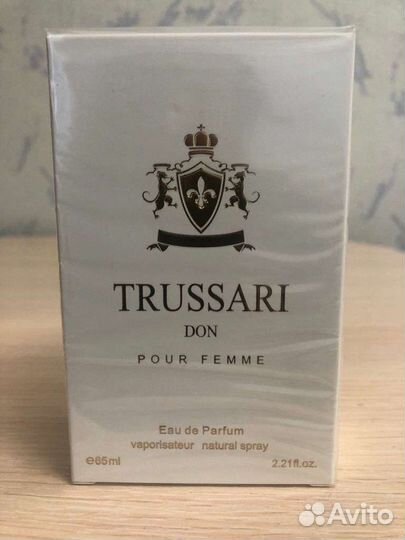 TRUSSARI
DON
POUR FEMME
Eau de Parfum
vaporisateur natural spray
℮65ml 2.21fl.oz.
Avito